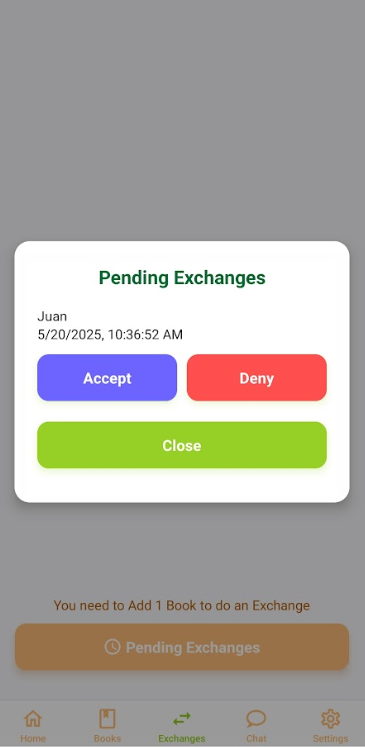 Pending Exchanges
Juan
5/20/2025, 10:36:52 AM
Accept Deny
Close
You need to Add 1 Book to do an Exchange
Pending Exchanges
Home Books Exchanges Chat Settings